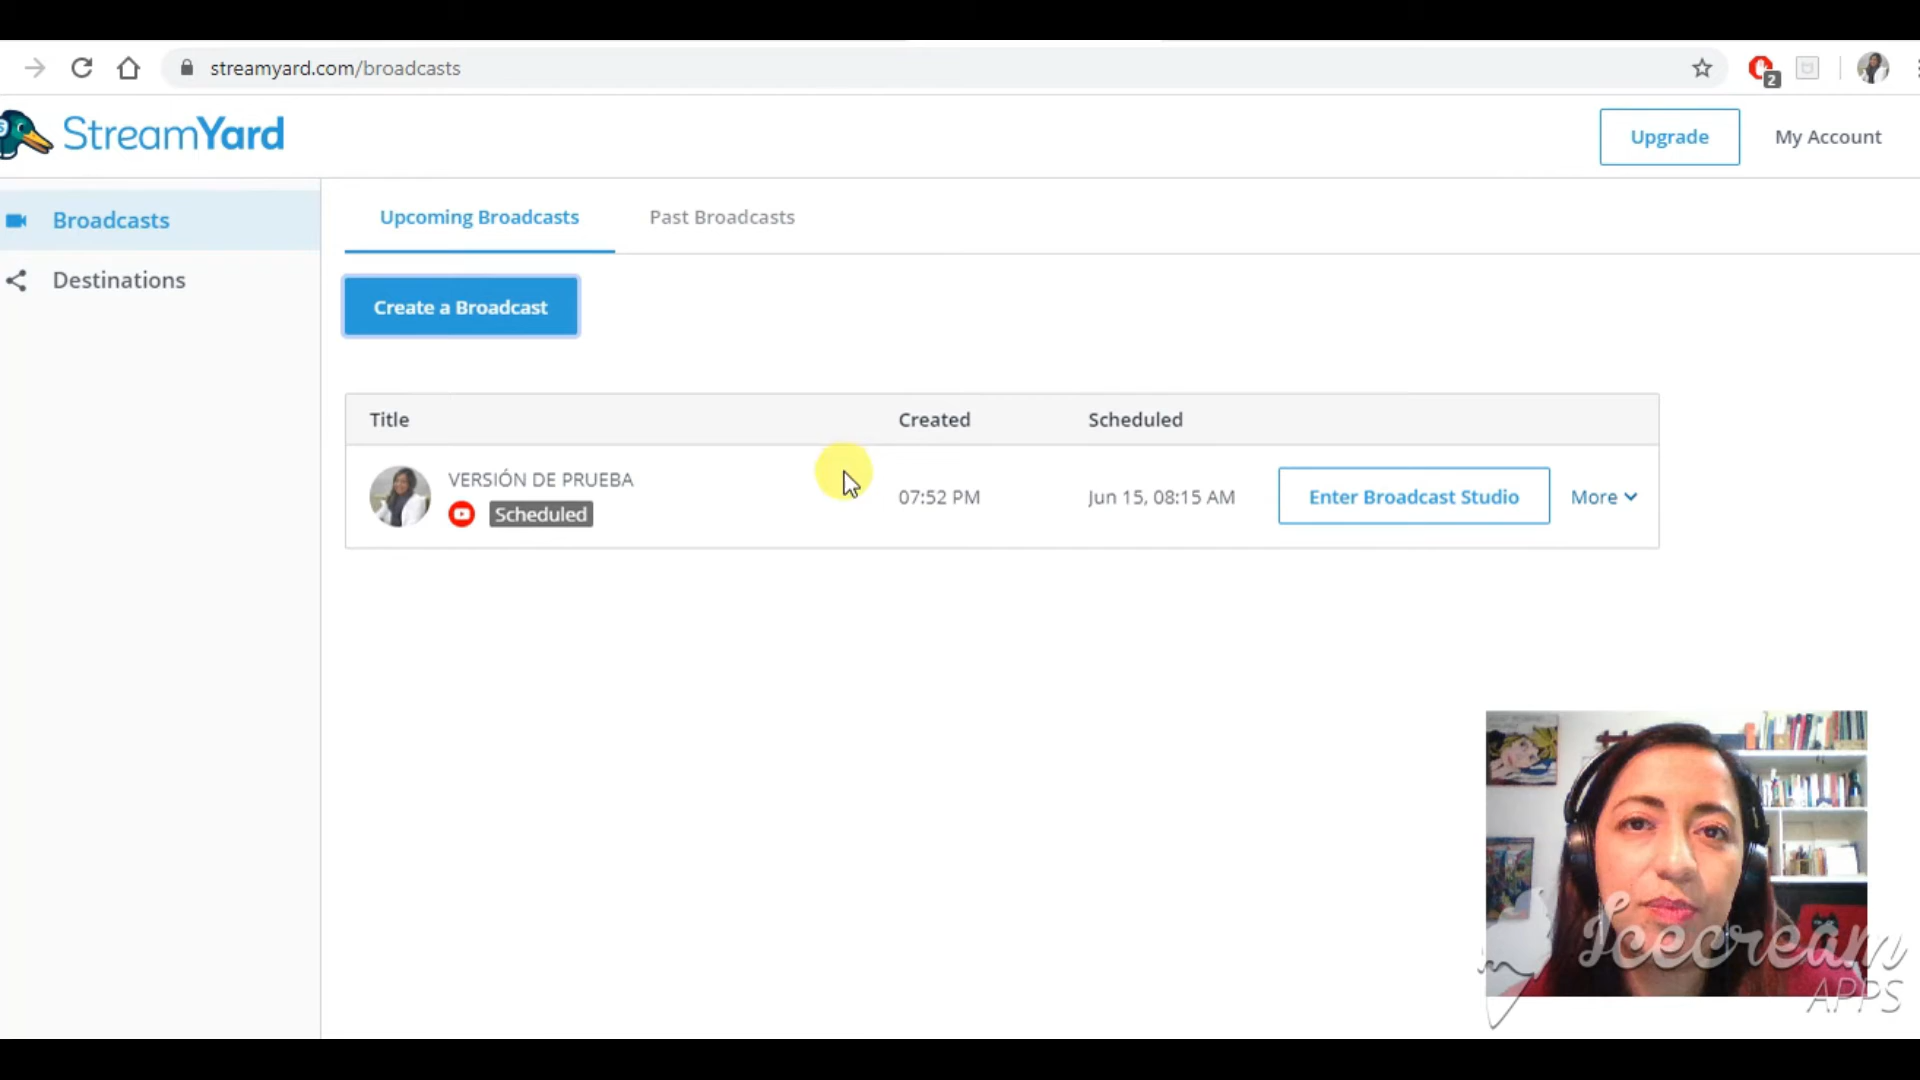 streamyard.com/broadcasts
2
StreamYard
Upgrade
My Account
Broadcasts
Destinations
Upcoming Broadcasts
Past Broadcasts
Create a Broadcast
Title
Created
Scheduled
VERSIÓN DE PRUEBA
Scheduled
07:52 PM
Jun 15, 08:15 AM
Enter Broadcast Studio
More
Icecream
APPS